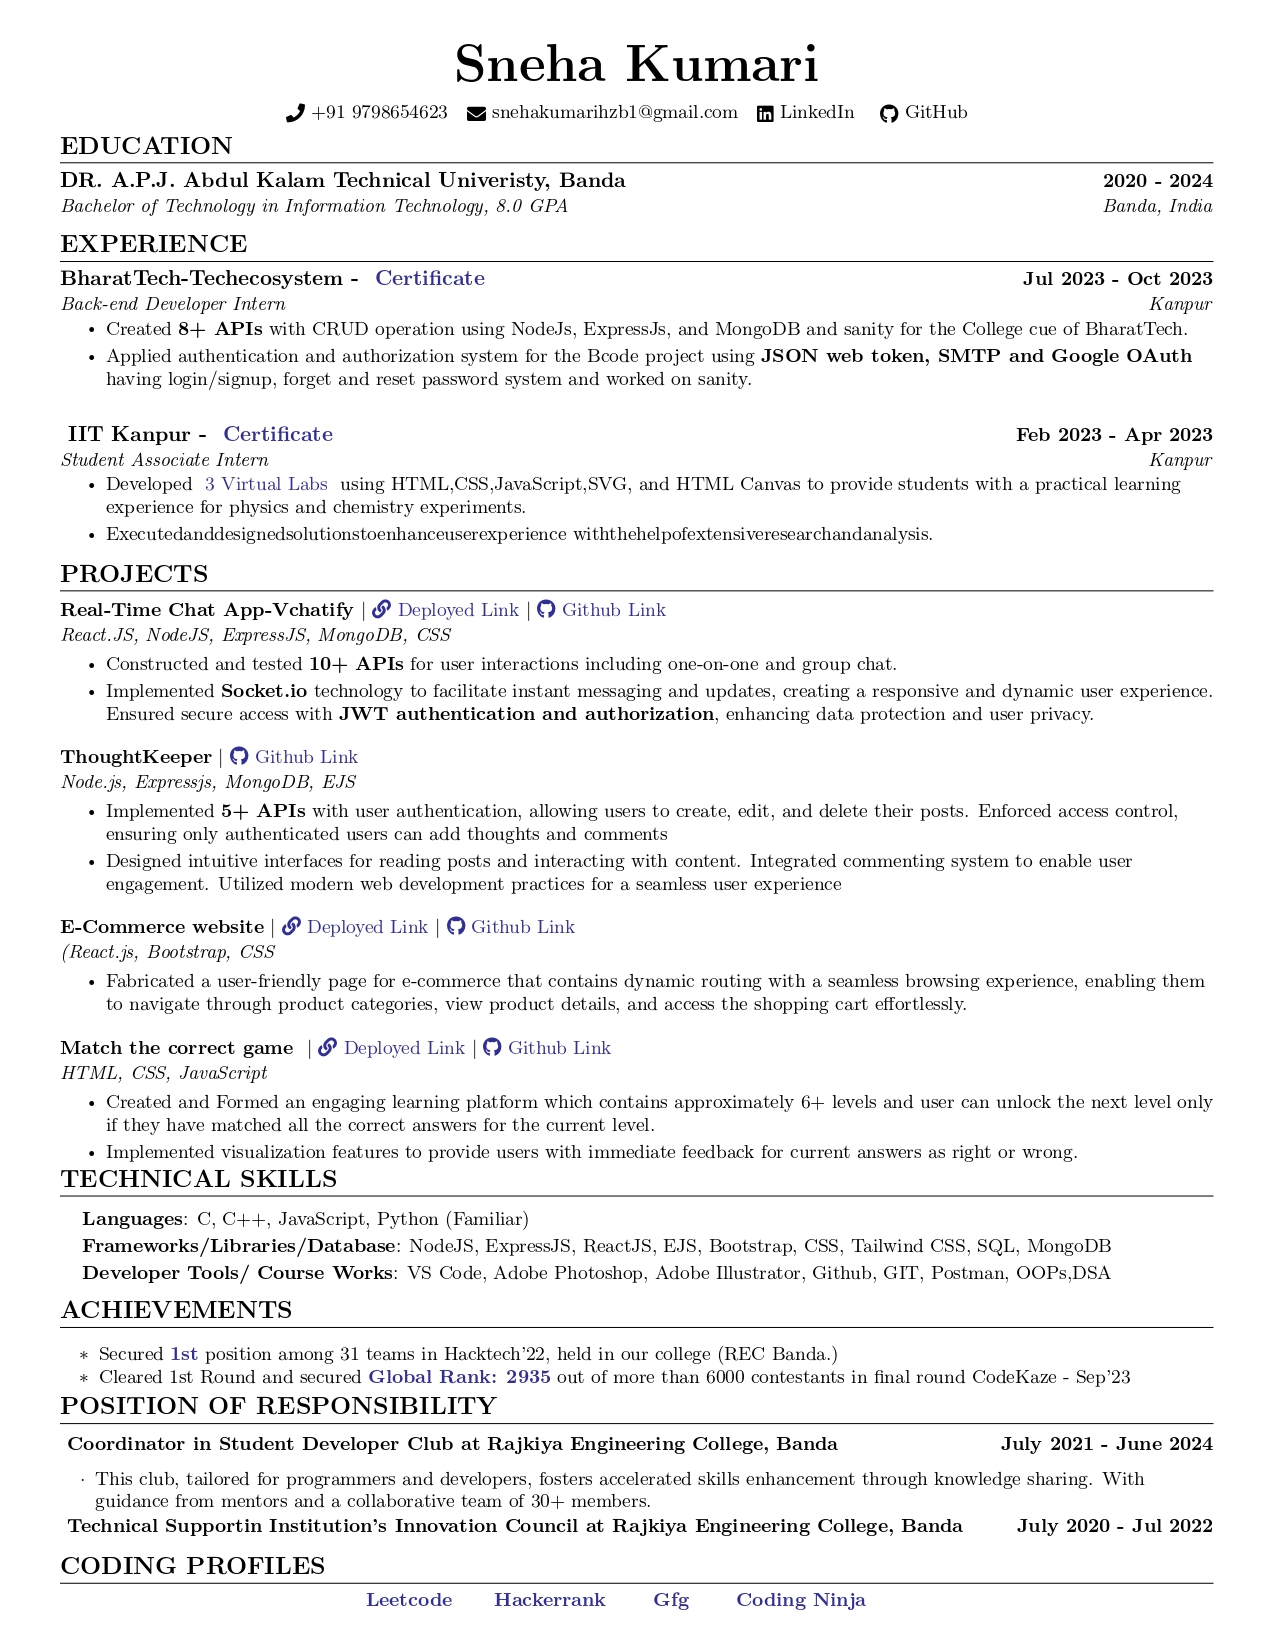 Sneha Kumari
+91 9798654623 snehakumarihzb1@gmail.com LinkedIn GitHub
EDUCATION
DR. A.P.J. Abdul Kalam Technical Univeristy, Banda 2020 - 2024
Bachelor of Technology in Information Technology, 8.0 GPA Banda, India
EXPERIENCE
BharatTech-Techecosystem - Certificate Jul 2023 - Oct 2023
Back-end Developer Intern Kanpur
• Created 8+ APIs with CRUD operation using NodeJs, ExpressJs, and MongoDB and sanity for the College cue of BharatTech.
• Applied authentication and authorization system for the Bcode project using JSON web token, SMTP and Google OAuth
having login/signup, forget and reset password system and worked on sanity.
IIT Kanpur - Certificate Feb 2023 - Apr 2023
Student Associate Intern Kanpur
• Developed 3 Virtual Labs using HTML,CSS,JavaScript,SVG, and HTML Canvas to provide students with a practical learning
experience for physics and chemistry experiments.
• Executedanddesignedsolutionstoenhanceuserexperience withthehelpofextensiveresearchandanalysis.
PROJECTS
Real-Time Chat App-Vchatify | Deployed Link | Github Link
React.JS, NodeJS, ExpressJS, MongoDB, CSS
• Constructed and tested 10+ APIs for user interactions including one-on-one and group chat.
• Implemented Socket.io technology to facilitate instant messaging and updates, creating a responsive and dynamic user experience.
Ensured secure access with JWT authentication and authorization, enhancing data protection and user privacy.
ThoughtKeeper | Github Link
Node.js, Expressjs, MongoDB, EJS
• Implemented 5+ APIs with user authentication, allowing users to create, edit, and delete their posts. Enforced access control,
ensuring only authenticated users can add thoughts and comments
• Designed intuitive interfaces for reading posts and interacting with content. Integrated commenting system to enable user
engagement. Utilized modern web development practices for a seamless user experience
E-Commerce website | Deployed Link | Github Link
(React.js, Bootstrap, CSS
• Fabricated a user-friendly page for e-commerce that contains dynamic routing with a seamless browsing experience, enabling them
to navigate through product categories, view product details, and access the shopping cart effortlessly.
Match the correct game | Deployed Link | Github Link
HTML, CSS, JavaScript
• Created and Formed an engaging learning platform which contains approximately 6+ levels and user can unlock the next level only
if they have matched all the correct answers for the current level.
• Implemented visualization features to provide users with immediate feedback for current answers as right or wrong.
TECHNICAL SKILLS
Languages: C, C++, JavaScript, Python (Familiar)
Frameworks/Libraries/Database: NodeJS, ExpressJS, ReactJS, EJS, Bootstrap, CSS, Tailwind CSS, SQL, MongoDB
Developer Tools/ Course Works: VS Code, Adobe Photoshop, Adobe Illustrator, Github, GIT, Postman, OOPs,DSA
ACHIEVEMENTS
∗ Secured 1st position among 31 teams in Hacktech'22, held in our college (REC Banda.)
∗ Cleared 1st Round and secured Global Rank: 2935 out of more than 6000 contestants in final round CodeKaze - Sep'23
POSITION OF RESPONSIBILITY
Coordinator in Student Developer Club at Rajkiya Engineering College, Banda July 2021 - June 2024
· This club, tailored for programmers and developers, fosters accelerated skills enhancement through knowledge sharing. With
guidance from mentors and a collaborative team of 30+ members.
Technical Supportin Institution's Innovation Council at Rajkiya Engineering College, Banda July 2020 - Jul 2022
CODING PROFILES
Leetcode Hackerrank Gfg Coding Ninja